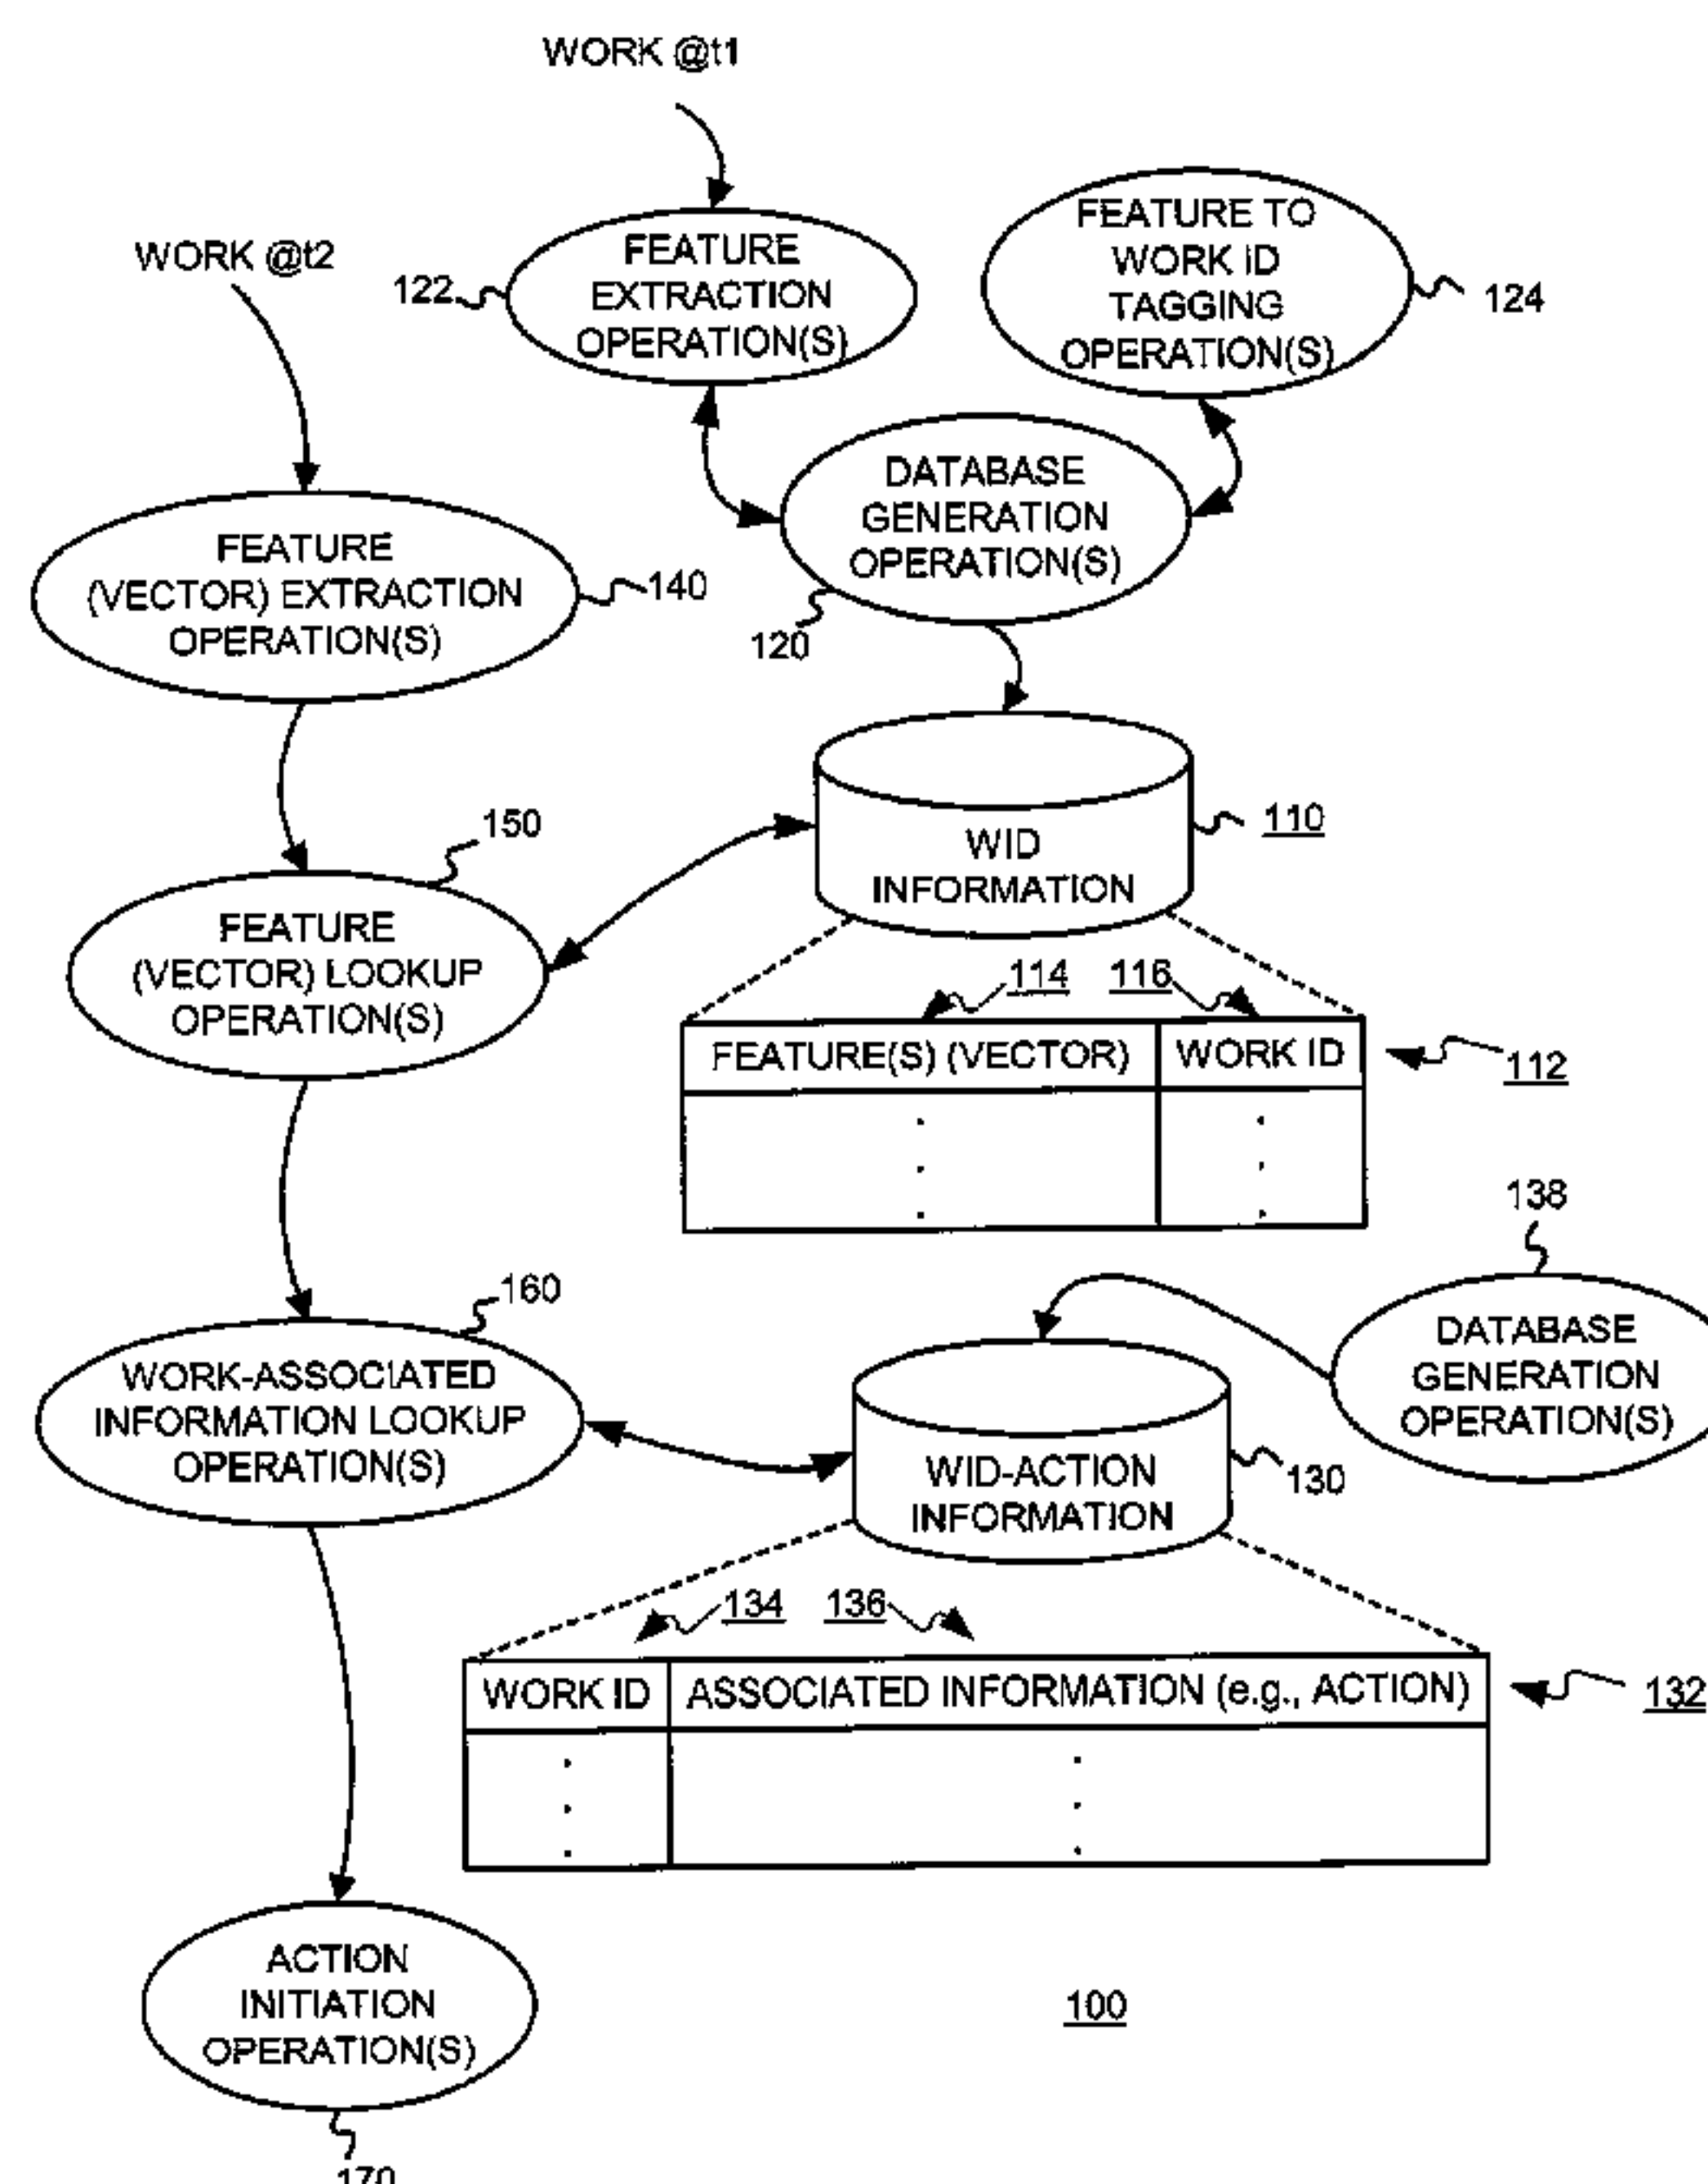 WORK @t1
WORK @t2
FEATURE
EXTRACTION
OPERATION(S)
122
FEATURE TO
WORK ID
TAGGING
OPERATION(S)
124
DATABASE
GENERATION
OPERATION(S)
120
FEATURE
(VECTOR) EXTRACTION
OPERATION(S)
140
150
WID
INFORMATION
110
FEATURE
(VECTOR) LOOKUP
OPERATION(S)
114
116
FEATURE(S) (VECTOR)
WORK ID
112
138
160
DATABASE
GENERATION
OPERATION(S)
WORK-ASSOCIATED
INFORMATION LOOKUP
OPERATION(S)
WID-ACTION
INFORMATION
130
134
136
WORK ID
ASSOCIATED INFORMATION (e.g., ACTION)
132
ACTION
INITIATION
OPERATION(S)
100
170